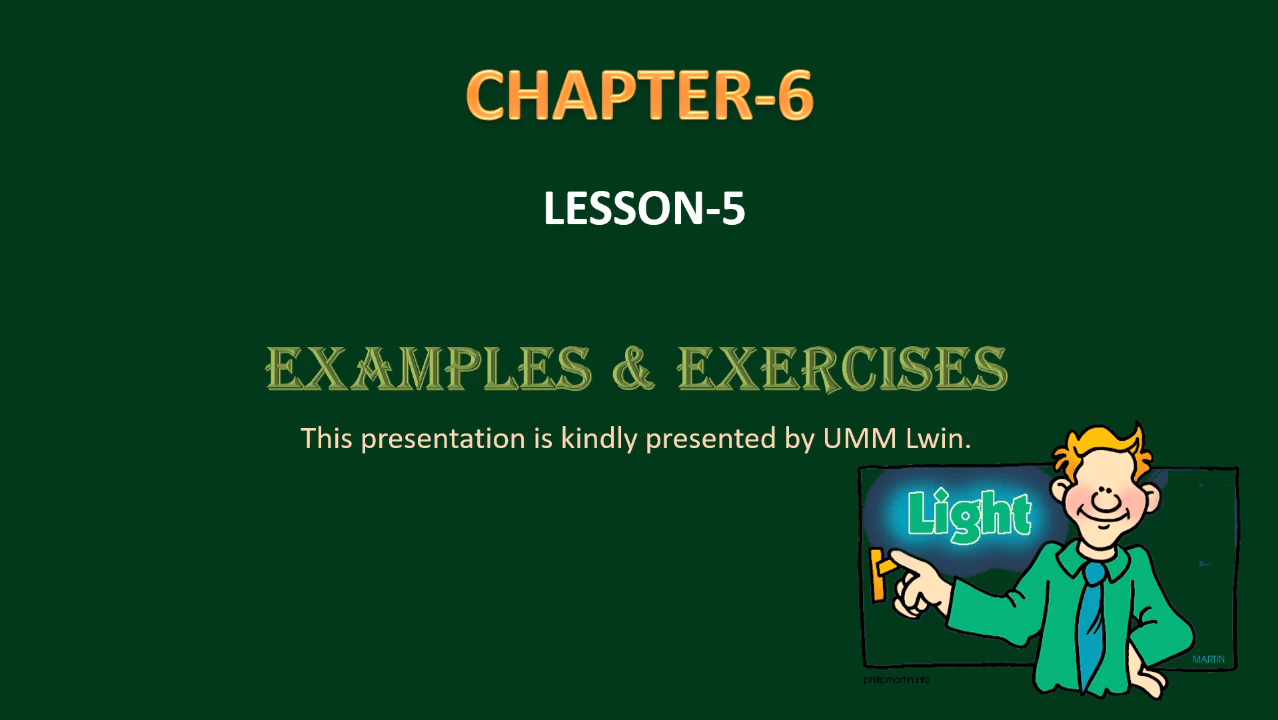 CHAPTER-6
LESSON-5
EXAMPLES & EXERCISES
This presentation is kindly presented by UMM Lwin.
Light
MARTIN
phillipmartin.info